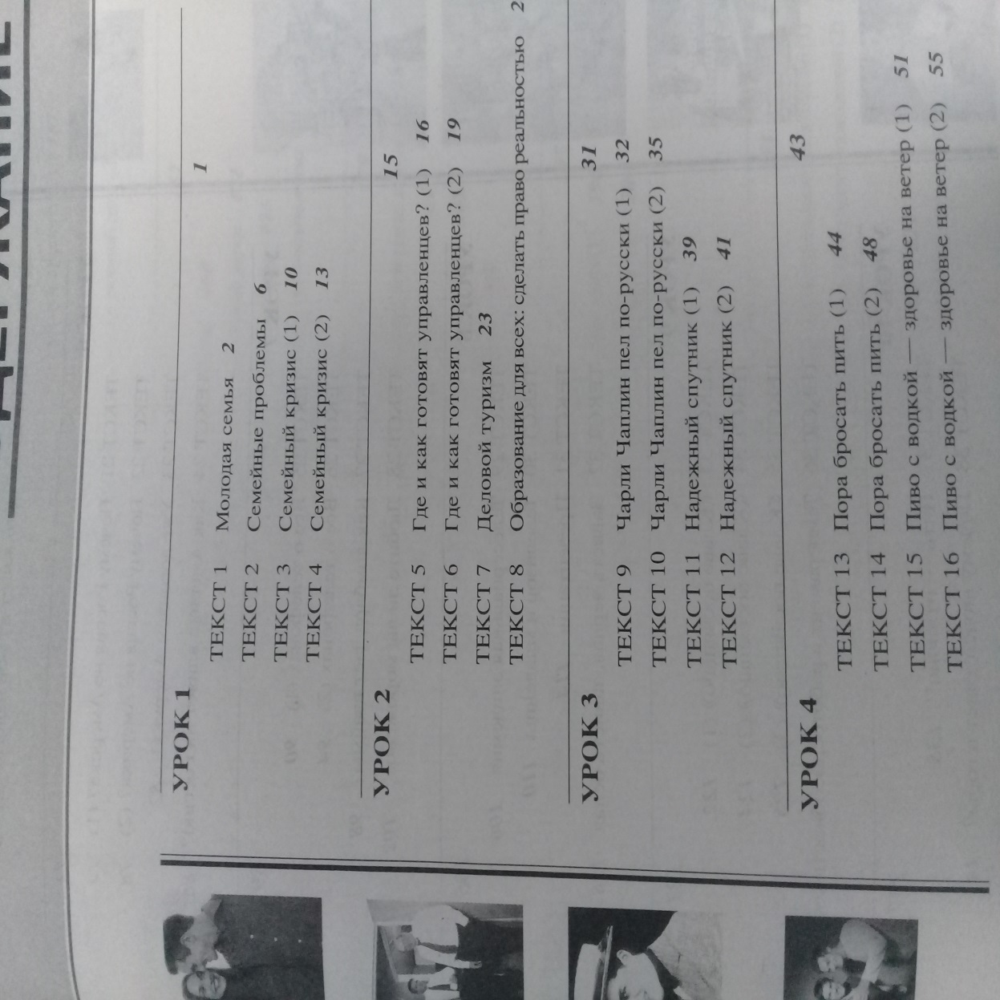 УРОК 1 1
ТЕКСТ 1 Молодая семья 2
ТЕКСТ 2 Семейные проблемы 6
ТЕКСТ 3 Семейный кризис (1) 10
ТЕКСТ 4 Семейный кризис (2) 13
УРОК 2 15
ТЕКСТ 5 Где и как готовят управленцев? (1) 16
ТЕКСТ 6 Где и как готовят управленцев? (2) 19
ТЕКСТ 7 Деловой туризм 23
ТЕКСТ 8 Образование для всех: сделать право реальностью
УРОК 3 31
ТЕКСТ 9 Чарли Чаплин пел по-русски (1) 32
ТЕКСТ 10 Чарли Чаплин пел по-русски (2) 35
ТЕКСТ 11 Надежный спутник (1) 39
ТЕКСТ 12 Надежный спутник (2) 41
УРОК 4 43
ТЕКСТ 13 Пора бросать пить (1) 44
ТЕКСТ 14 Пора бросать пить (2) 48
ТЕКСТ 15 Пиво с водкой — здоровье на ветер (1) 51
ТЕКСТ 16 Пиво с водкой — здоровье на ветер (2) 55